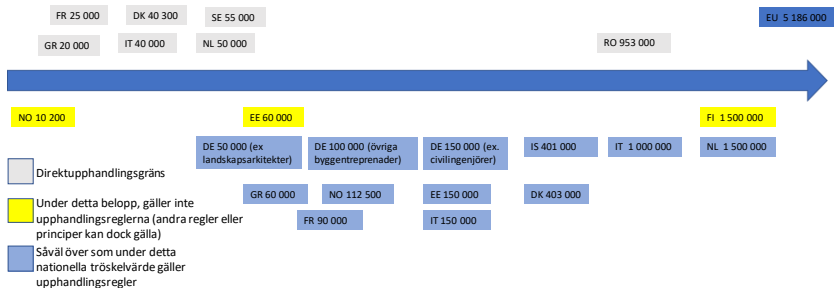 FR 25 000
DK 40 300
SE 55 000
EU 5 186 000
GR 20 000
IT 40 000
NL 50 000
RO 953 000
NO 10 200
EE 60 000
FI 1 500 000
DE 50 000 (ex
landskapsarkitekter)
DE 100 000 (övriga
byggentreprenader)
DE 150 000 (ex.
civilingenjörer)
IS 401 000
IT 1 000 000
NL 1 500 000
GR 60 000
NO 112 500
EE 150 000
DK 403 000
FR 90 000
IT 150 000
Direktupphandlingsgräns
Under detta belopp, gäller inte
upphandlingsreglerna (andra regler eller
principer kan dock gälla)
Såväl över som under detta
nationella tröskelvärde gäller
upphandlingsregler